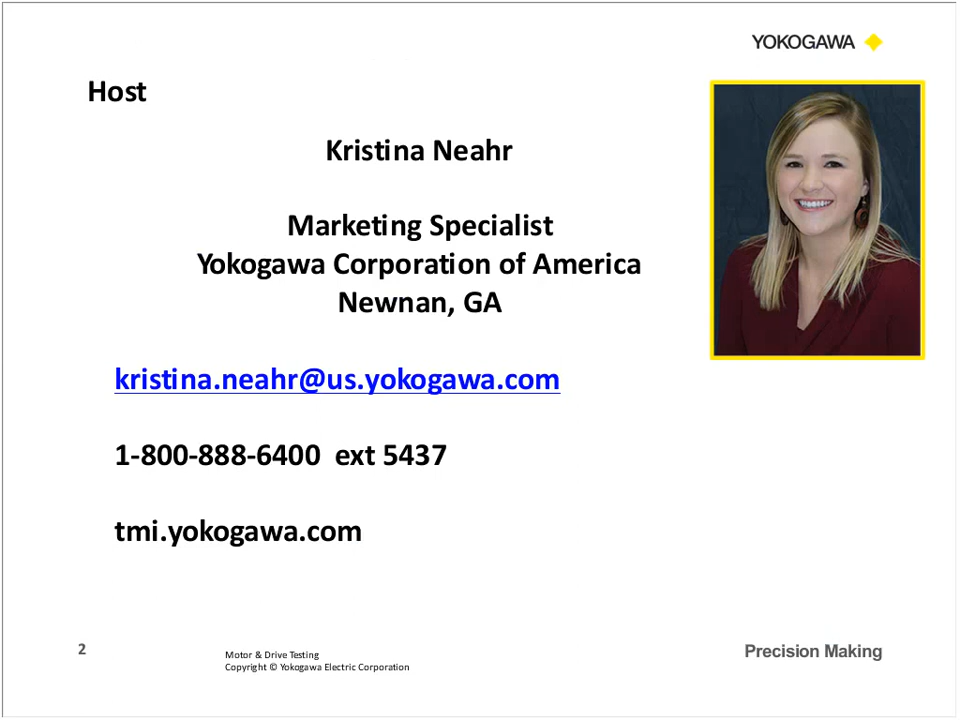 YOKOGAWA
Host
Kristina Neahr
Marketing Specialist
Yokogawa Corporation of America
Newnan, GA
kristina.neahr@us.yokogawa.com
1-800-888-6400  ext 5437
tmi.yokogawa.com
2
Motor & Drive Testing
Copyright © Yokogawa Electric Corporation
Precision Making